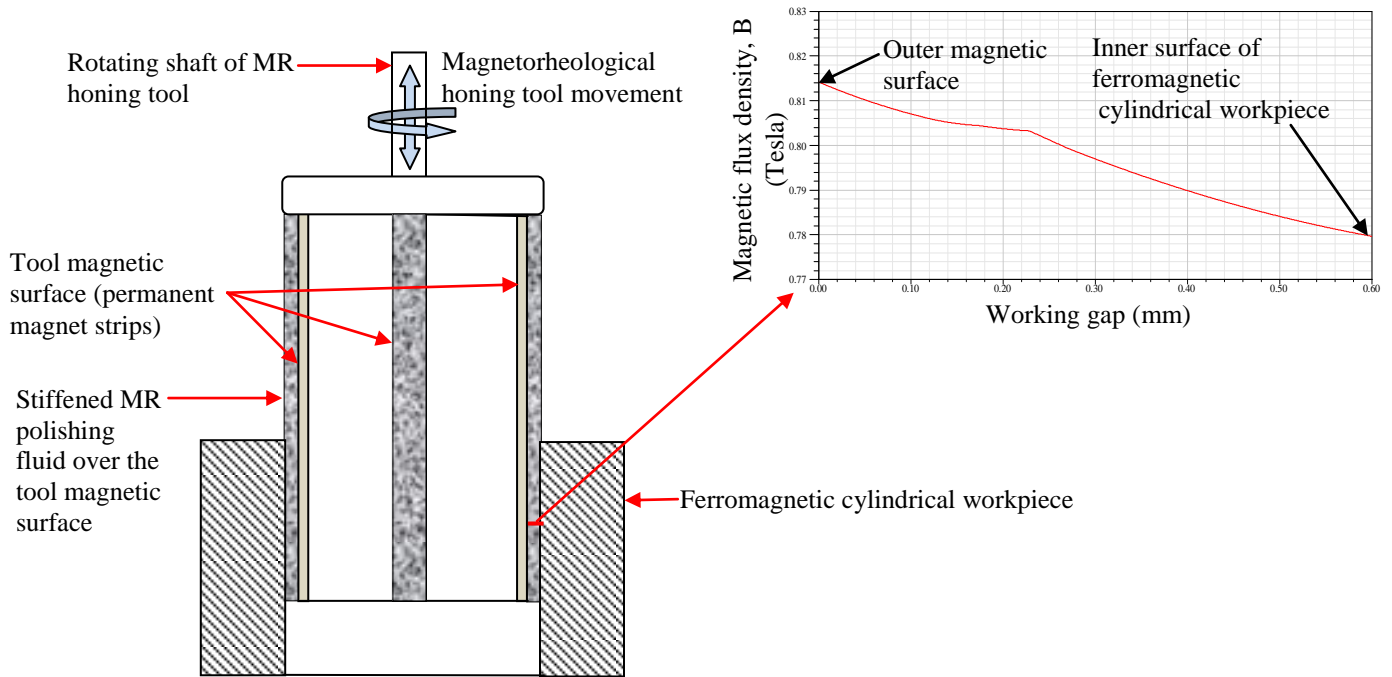 Rotating shaft of MR
honing tool
Magnetorheological
honing tool movement
Tool magnetic
surface (permanent
magnet strips)
Stiffened MR
polishing
fluid over the
tool magnetic
surface
Ferromagnetic cylindrical workpiece
Magnetic flux density, B
(Tesla)
0.83
0.82
0.81
0.80
0.79
0.78
0.77
Outer magnetic
surface
Inner surface of
ferromagnetic
cylindrical workpiece
0.00 0.10 0.20 0.30 0.40 0.50 0.60
Working gap (mm)